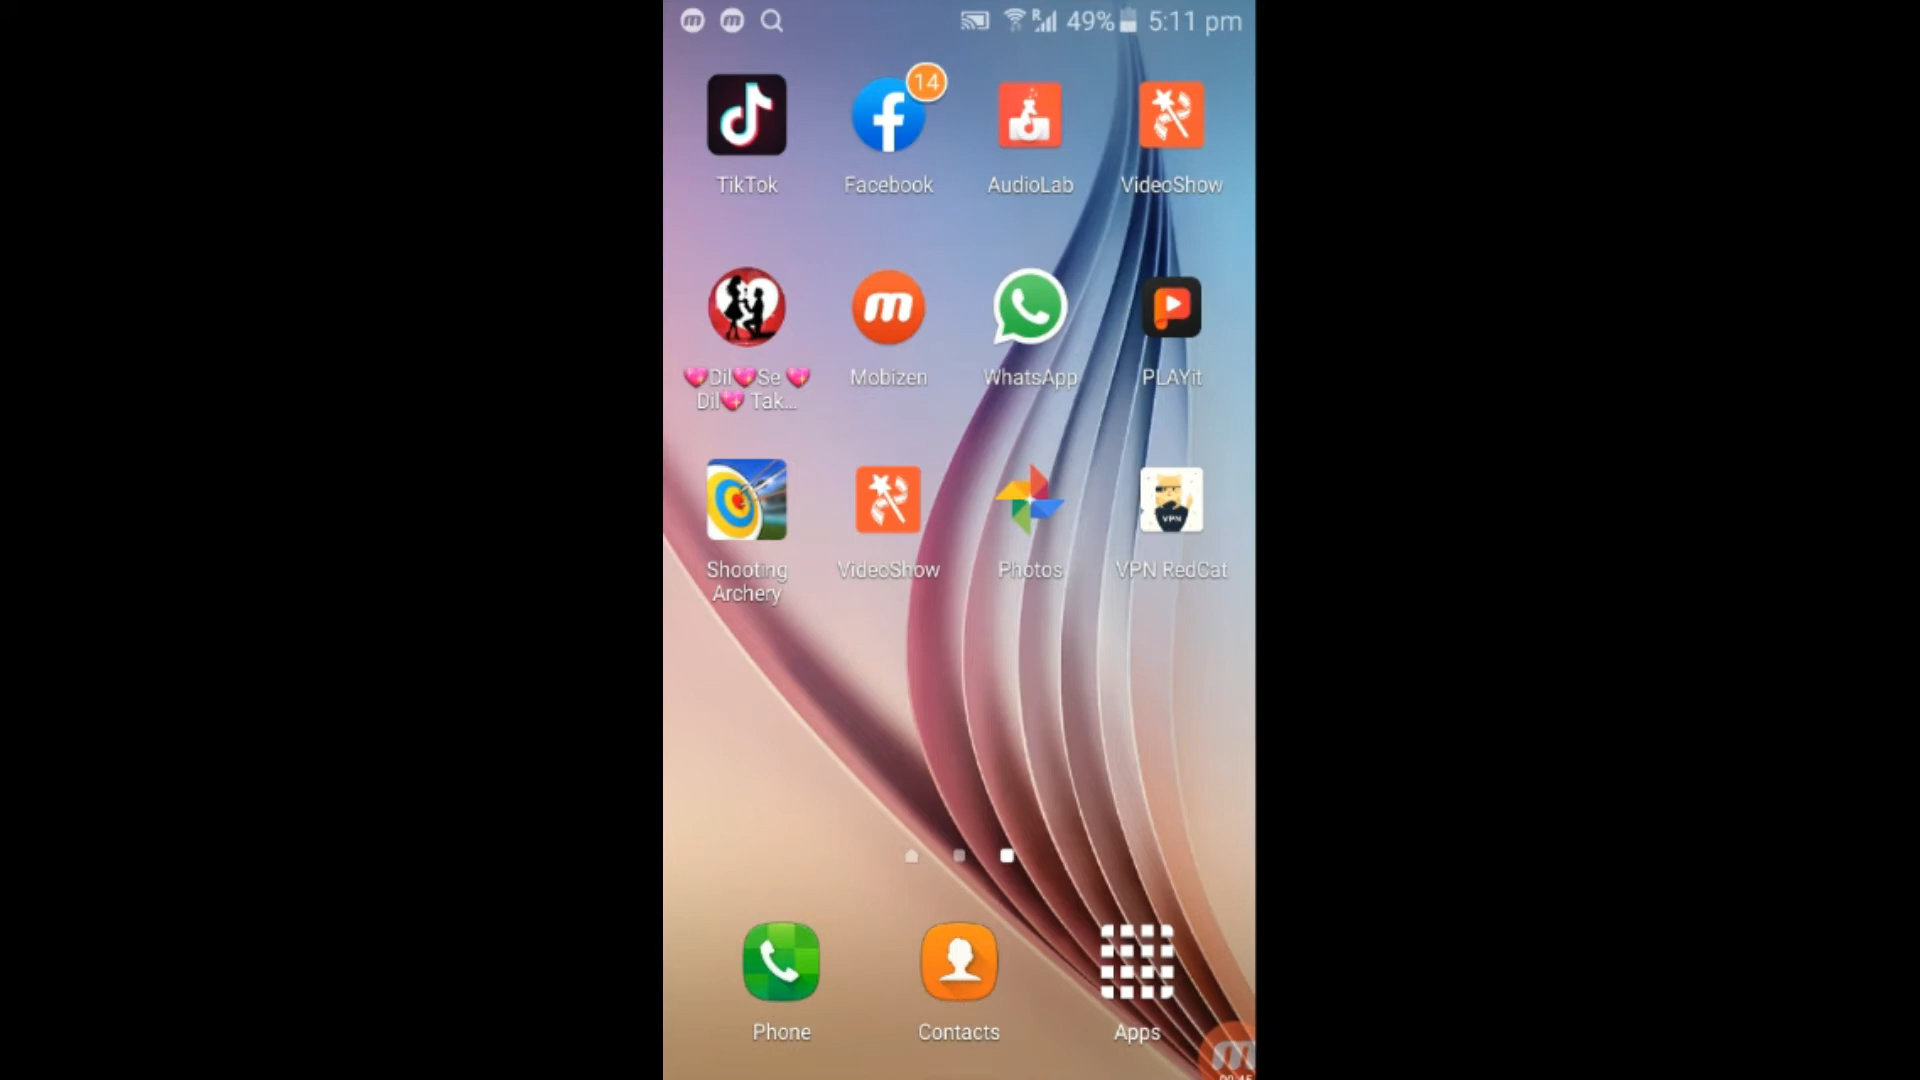 49% 5:11 pm
14
TikTok Facebook AudioLab VideoShow
💖Dil💖Se 💖 Mobizen WhatsApp PLAYit
Dil💖 Tak...
VPN
Shooting VideoShow Photos VPN RedCat
Archery
Phone Contacts Apps